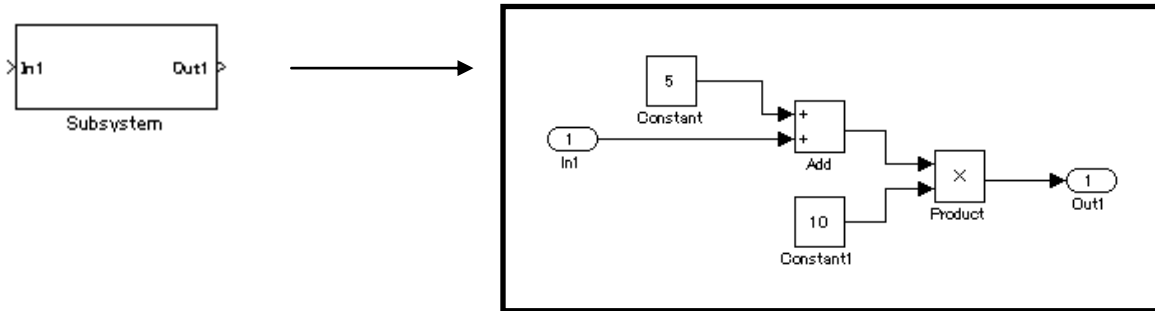 In1 Out1
Subsystem
5
Constant
1
In1
+
+
Add
10
Constant1
×
Product
1
Out1